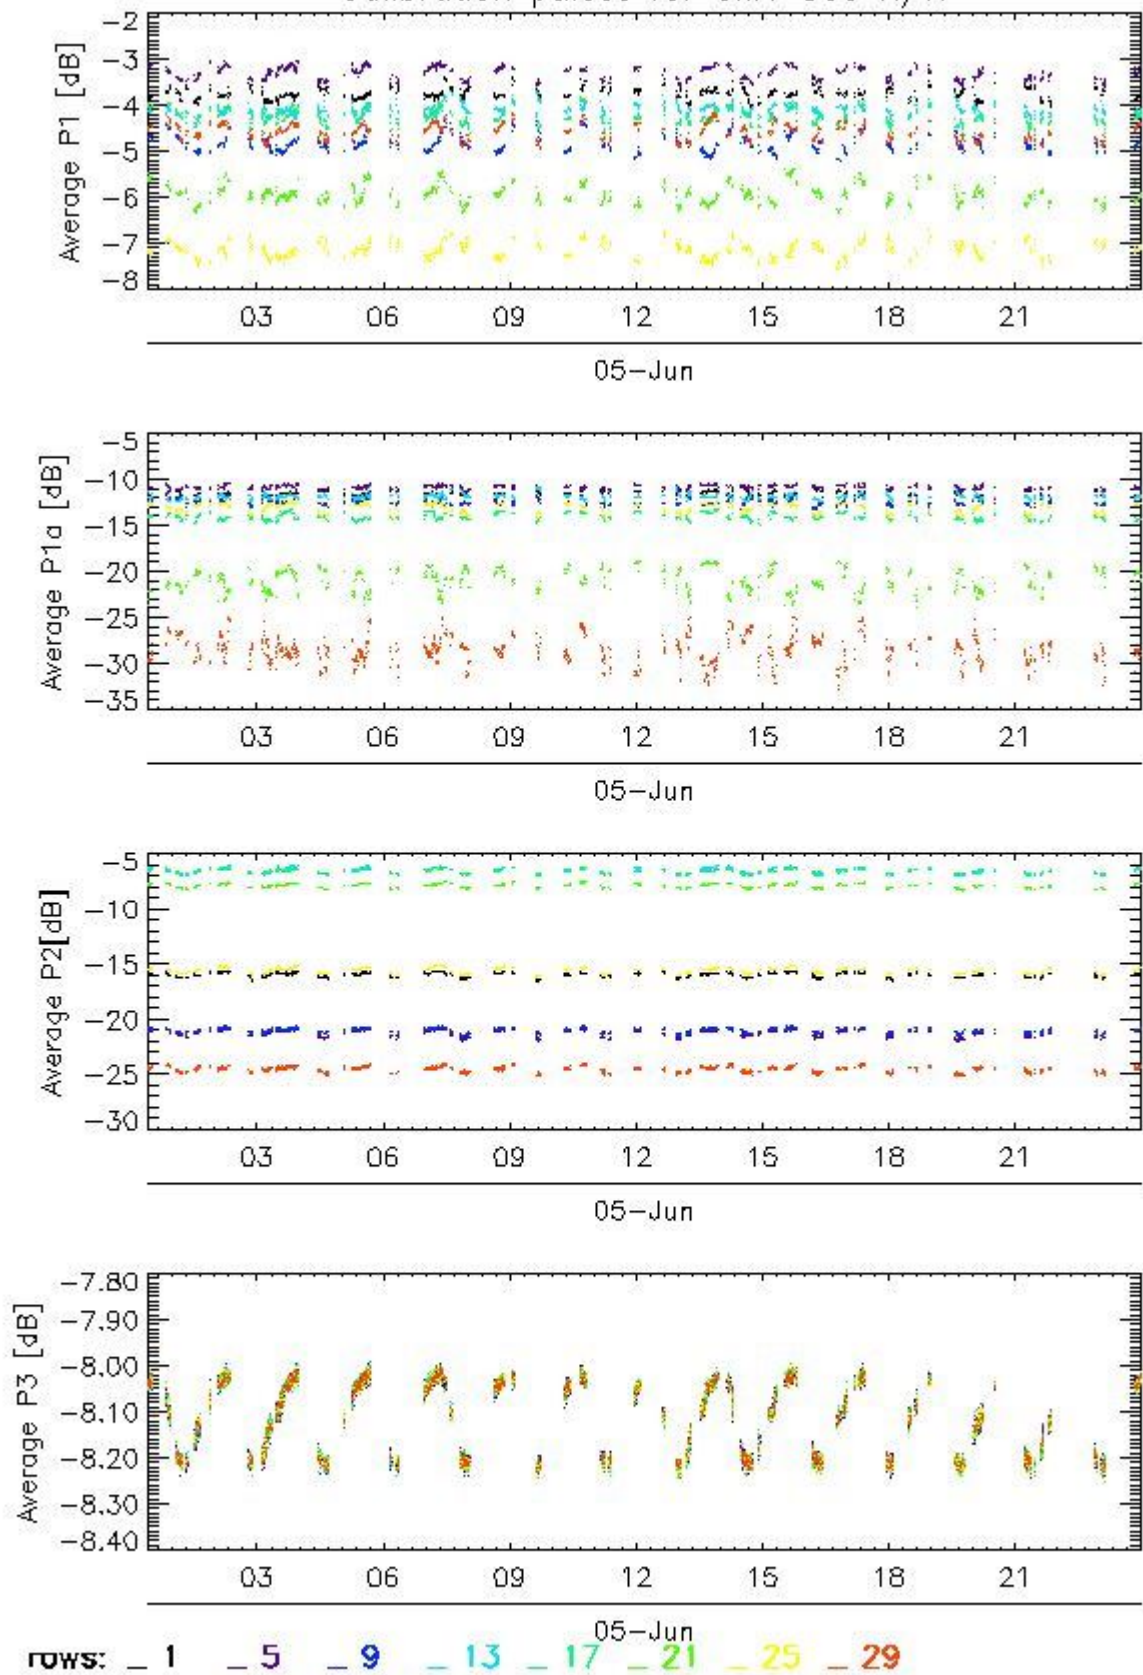 -2
-3
-4
-5
-6
-7
-8
Average P1 [dB]
03 06 09 12 15 18 21
05-Jun
-5
-10
-15
-20
-25
-30
-35
Average P1a [dB]
03 06 09 12 15 18 21
05-Jun
-5
-10
-15
-20
-25
-30
Average P2[dB]
03 06 09 12 15 18 21
05-Jun
-7.80
-7.90
-8.00
-8.10
-8.20
-8.30
-8.40
Average P3 [dB]
03 06 09 12 15 18 21
05-Jun
rows: _ 1 _ 5 _ 9 _ 13 _ 17 _ 21 _ 25 _ 29